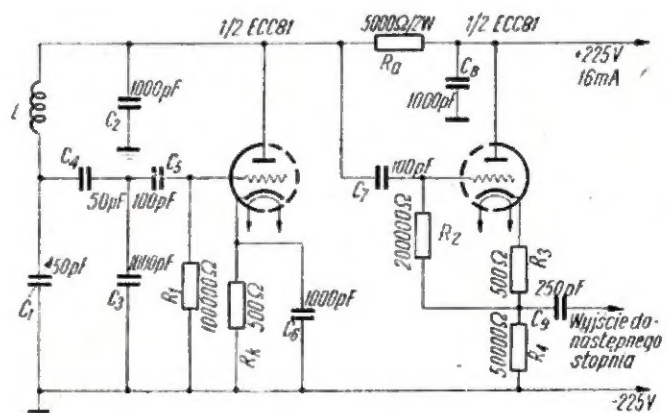 1/2 ECC81
5000Ω/2W
1/2 ECC81
Ra
+225V
16mA
C8
1000pF
1000pF
C2
L
C4
C5
50pF
100pF
100pF
C7
450pF
C1
1000pF
C3
R1
100000Ω
500Ω
Rk
1000pF
C6
R2
200000Ω
R3
500Ω
250pF
C9
R4
50000Ω
Wyjście do
następnego
stopnia
-225V